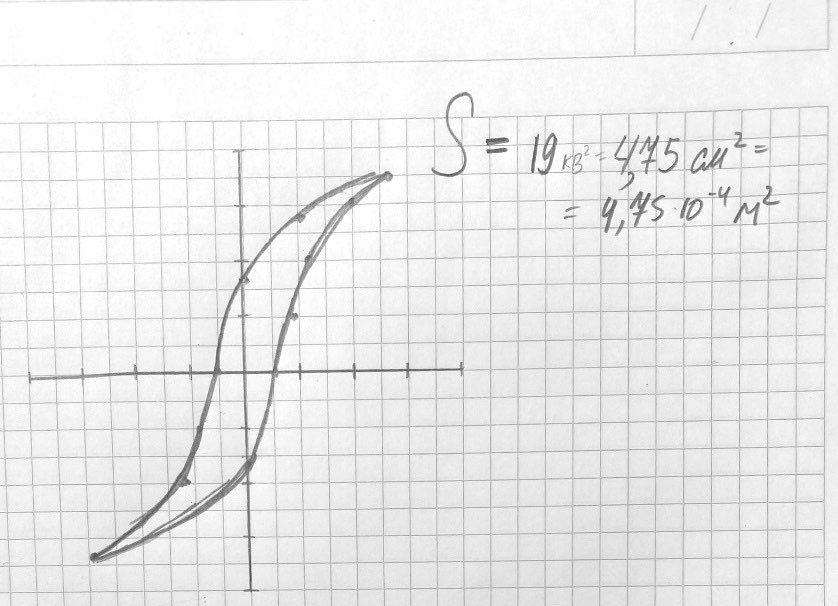 S = 19 кв² = 4,75 см² =
= 4,75·10⁻⁴ м²